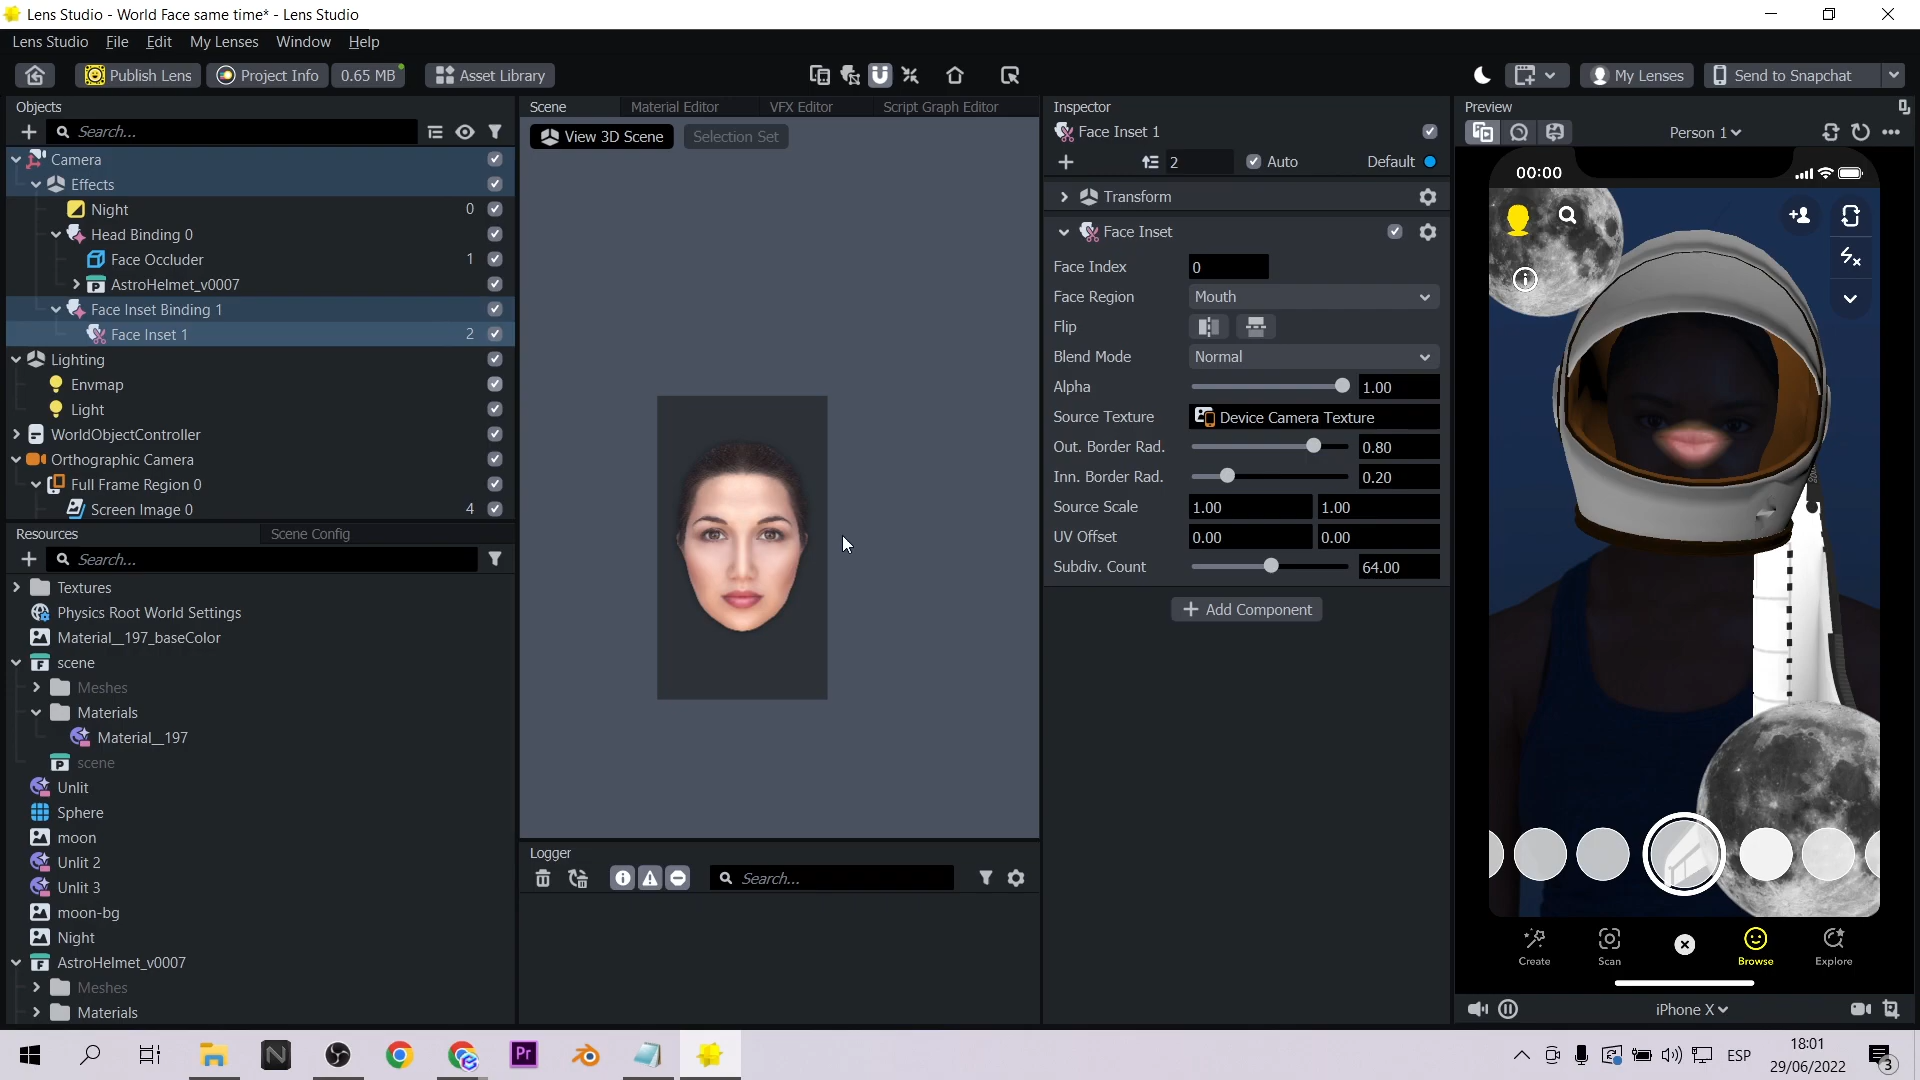 Lens Studio - World Face same time* - Lens Studio
Lens Studio File Edit My Lenses Window Help
Publish Lens Project Info 0.65 MB Asset Library My Lenses Send to Snapchat
Objects
Search...
Camera
Effects
Night 0
Head Binding 0
Face Occluder 1
AstroHelmet_v0007
Face Inset Binding 1
Face Inset 1 2
Lighting
Envmap
Light
WorldObjectController
Orthographic Camera
Full Frame Region 0
Screen Image 0 4
Resources Scene Config
Search...
Textures
Physics Root World Settings
Material__197_baseColor
scene
Meshes
Materials
Material__197
scene
Unlit
Sphere
moon
Unlit 2
Unlit 3
moon-bg
Night
AstroHelmet_v0007
Meshes
Materials
Scene Material Editor VFX Editor Script Graph Editor
View 3D Scene Selection Set
Logger
Search...
Inspector
Face Inset 1
2 Auto Default
Transform
Face Inset
Face Index 0
Face Region Mouth
Flip
Blend Mode Normal
Alpha 1.00
Source Texture Device Camera Texture
Out. Border Rad. 0.80
Inn. Border Rad. 0.20
Source Scale 1.00 1.00
UV Offset 0.00 0.00
Subdiv. Count 64.00
Add Component
Preview
Person 1
00:00
Create Scan Browse Explore
iPhone X
Pr
ESP
18:01
29/06/2022
3